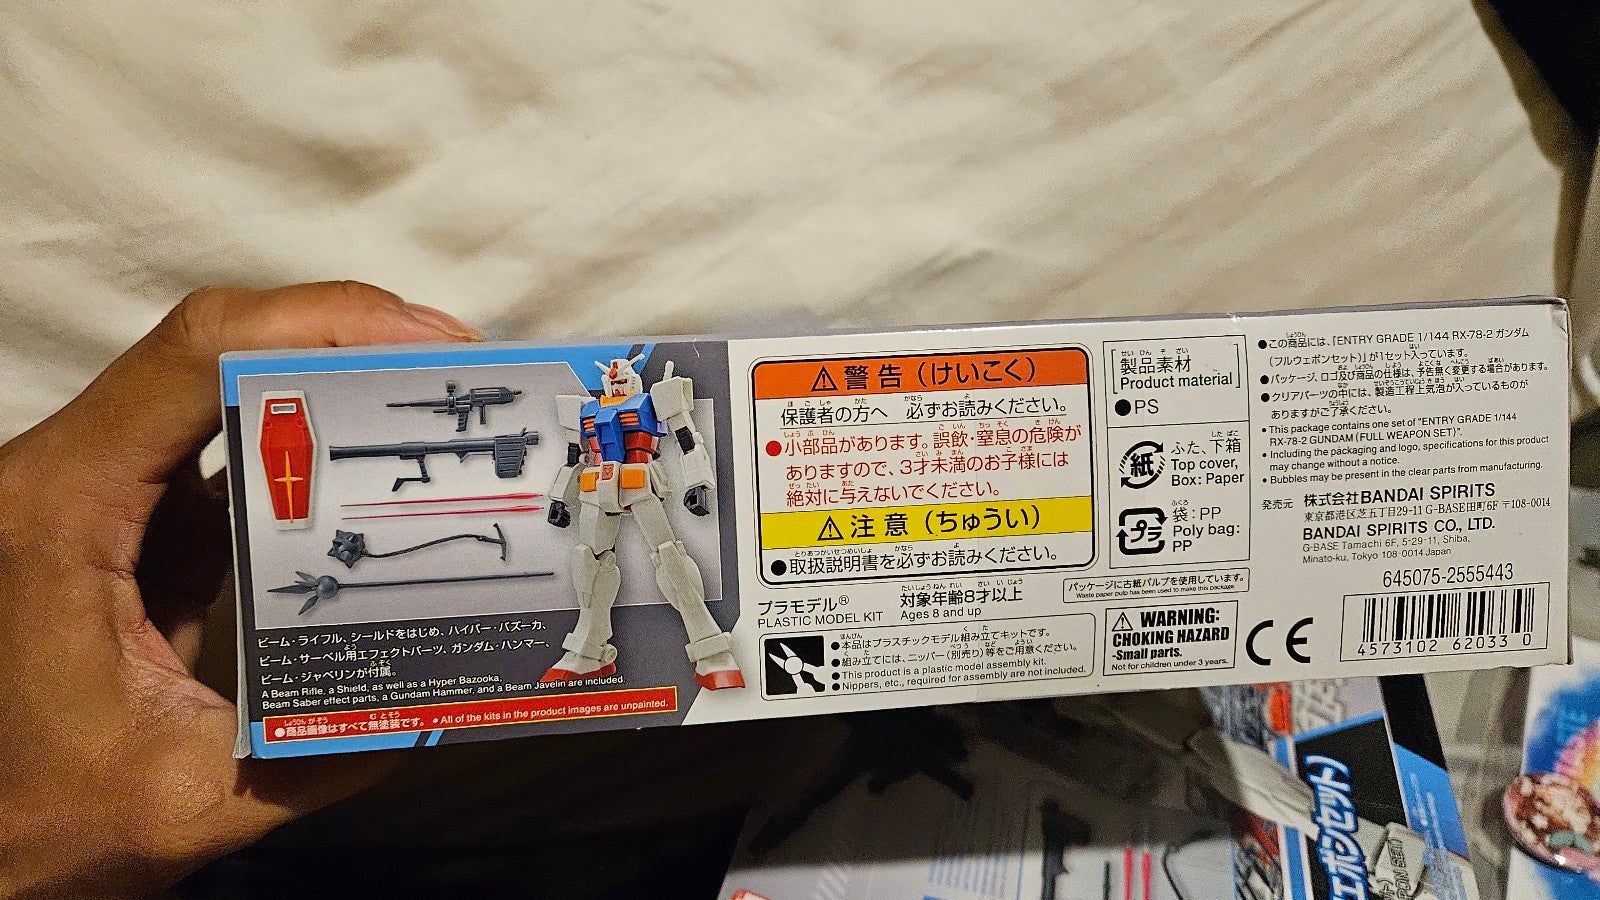 ビーム・ライフル、シールドをはじめ、ハイパー・バズーカ、
ビーム・サーベル用エフェクトパーツ、ガンダム・ハンマー、
ビーム・ジャベリンが付属。
A Beam Rifle, a Shield, as well as a Hyper Bazooka,
Beam Saber effect parts, a Gundam Hammer, and a Beam Javelin are included.
●商品画像はすべて無塗装です。 ●All of the kits in the product images are unpainted.
⚠警告(けいこく)
保護者の方へ 必ずお読みください。
●小部品があります。誤飲・窒息の危険が
ありますので、3才未満のお子様には
絶対に与えないでください。
⚠注意(ちゅうい)
●取扱説明書を必ずお読みください。
プラモデル® 対象年齢8才以上
PLASTIC MODEL KIT Ages 8 and up
●本品はプラスチックモデル組み立てキットです。
●組み立てには、ニッパー(別売り)等をご用意ください。
●This product is a plastic model assembly kit.
●Nippers, etc., required for assembly are not included.
製品素材
Product material
●PS
紙 ふた、下箱
Top cover,
Box: Paper
プラ 袋:PP
Poly bag:
PP
パッケージに古紙パルプを使用しています。
Waste paper pulp has been used to make this package.
⚠WARNING:
CHOKING HAZARD
-Small parts.
Not for children under 3 years.
●この商品には、「ENTRY GRADE 1/144 RX-78-2 ガンダム
(フルウェポンセット)」が1セット入っています。
●パッケージ、ロゴ及び商品の仕様は、予告無く変更する場合があります。
●クリアパーツの中には、製造工程上気泡が入っているものが
ありますがご了承ください。
●This package contains one set of "ENTRY GRADE 1/144
RX-78-2 GUNDAM (FULL WEAPON SET)".
●Including the packaging and logo, specifications for this product
may change without a notice.
●Bubbles may be present in the clear parts from manufacturing.
発売元 株式会社BANDAI SPIRITS
東京都港区芝五丁目29-11 G-BASE田町6F 〒108-0014
BANDAI SPIRITS CO., LTD.
G-BASE Tamachi 6F, 5-29-11, Shiba,
Minato-ku, Tokyo 108-0014 Japan
645075-2555443
CE
4573102 62033 0
エポンセット)